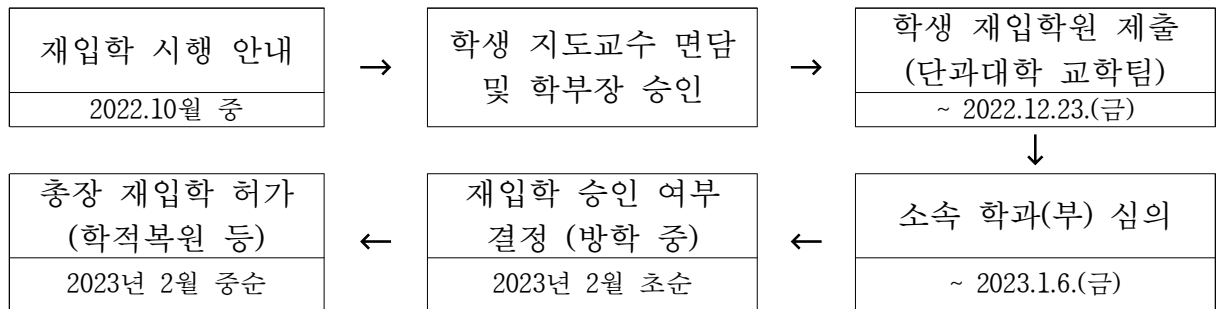 재입학 시행 안내
2022.10월 중
→
학생 지도교수 면담
및 학부장 승인
→
학생 재입학원 제출
(단과대학 교학팀)
~ 2022.12.23.(금)
↓
소속 학과(부) 심의
~ 2023.1.6.(금)
←
재입학 승인 여부
결정 (방학 중)
2023년 2월 초순
←
총장 재입학 허가
(학적복원 등)
2023년 2월 중순